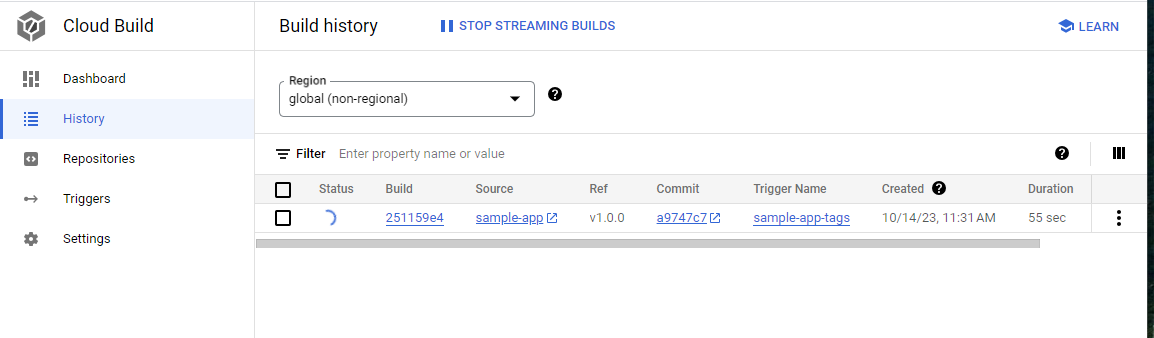 Cloud Build
Build history
STOP STREAMING BUILDS
LEARN
Dashboard
History
Repositories
Triggers
Settings
Region
global (non-regional)
Filter Enter property name or value
Status Build Source Ref Commit Trigger Name Created Duration
251159e4 sample-app v1.0.0 a9747c7 sample-app-tags 10/14/23, 11:31 AM 55 sec